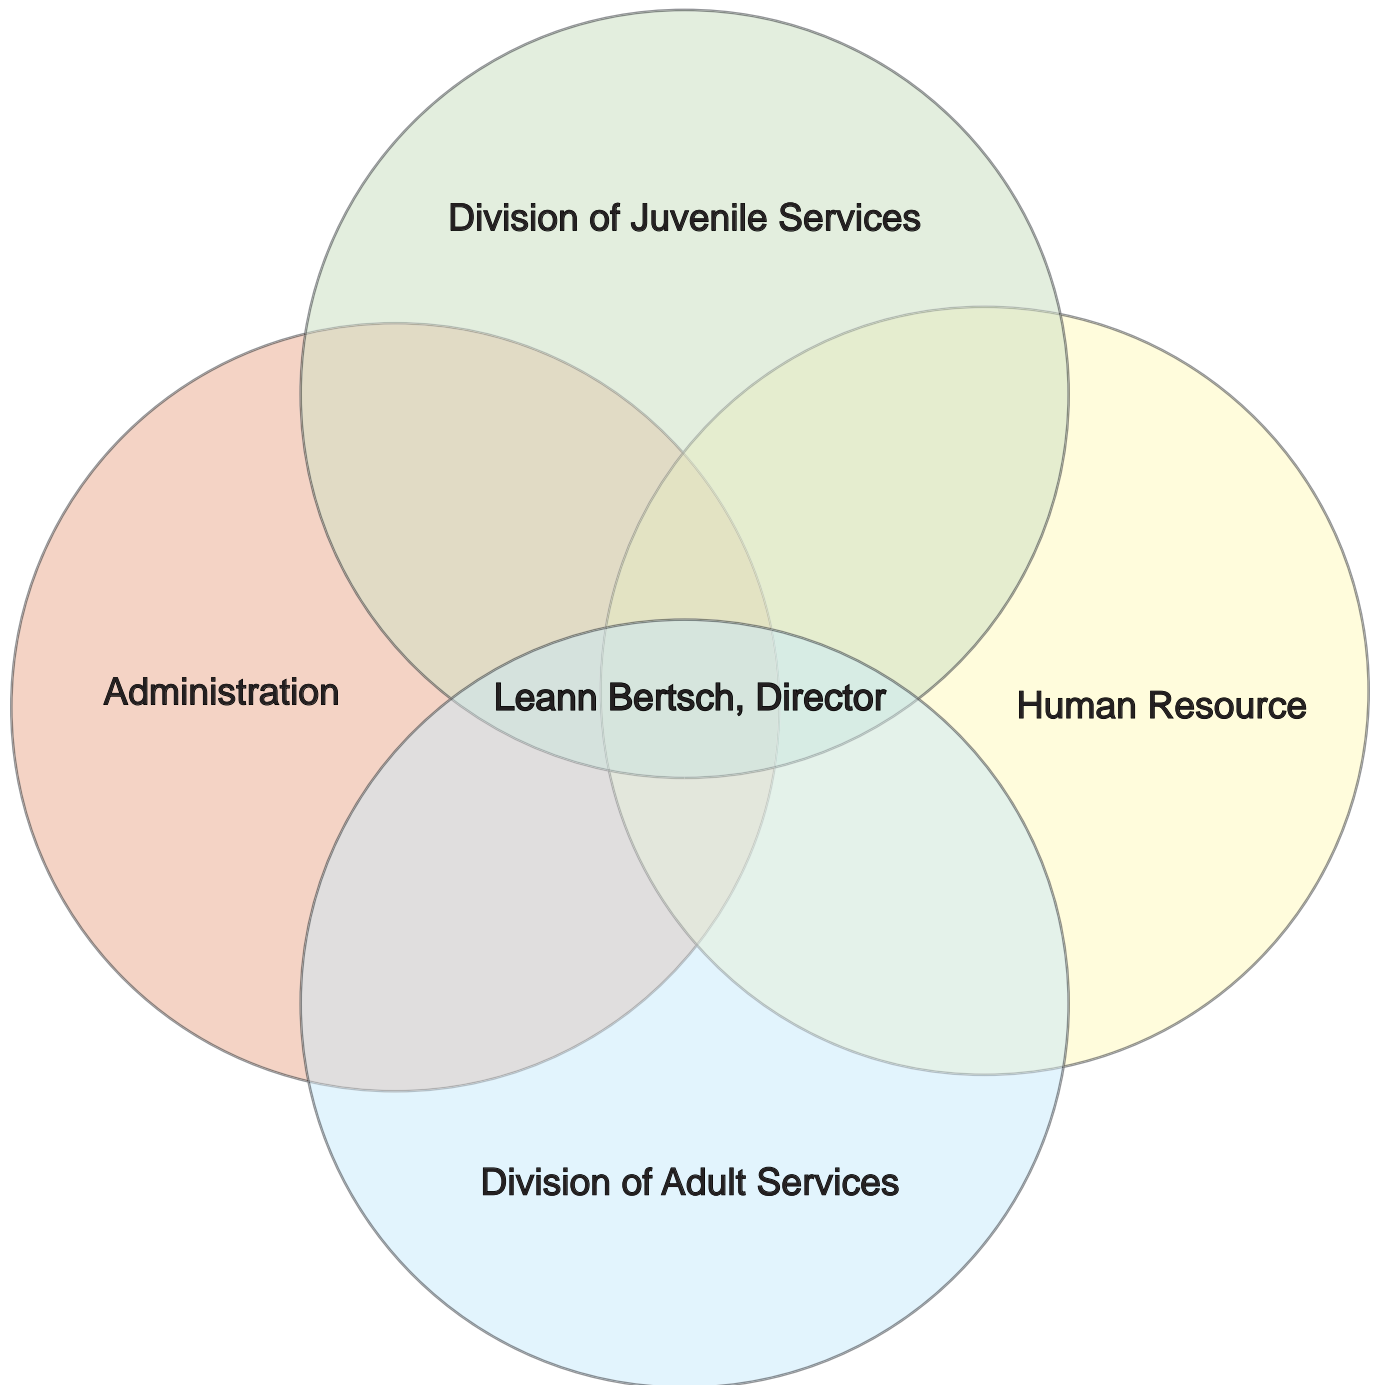 Division of Juvenile Services
Administration
Leann Bertsch, Director
Human Resource
Division of Adult Services